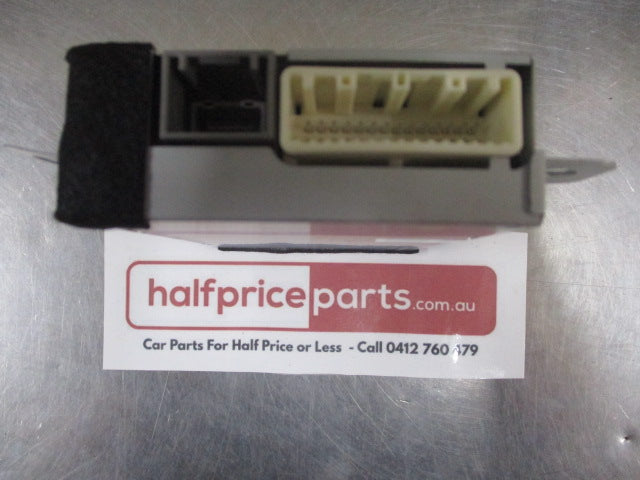 halfpriceparts.com.au
Car Parts For Half Price or Less - Call 0412 760 479